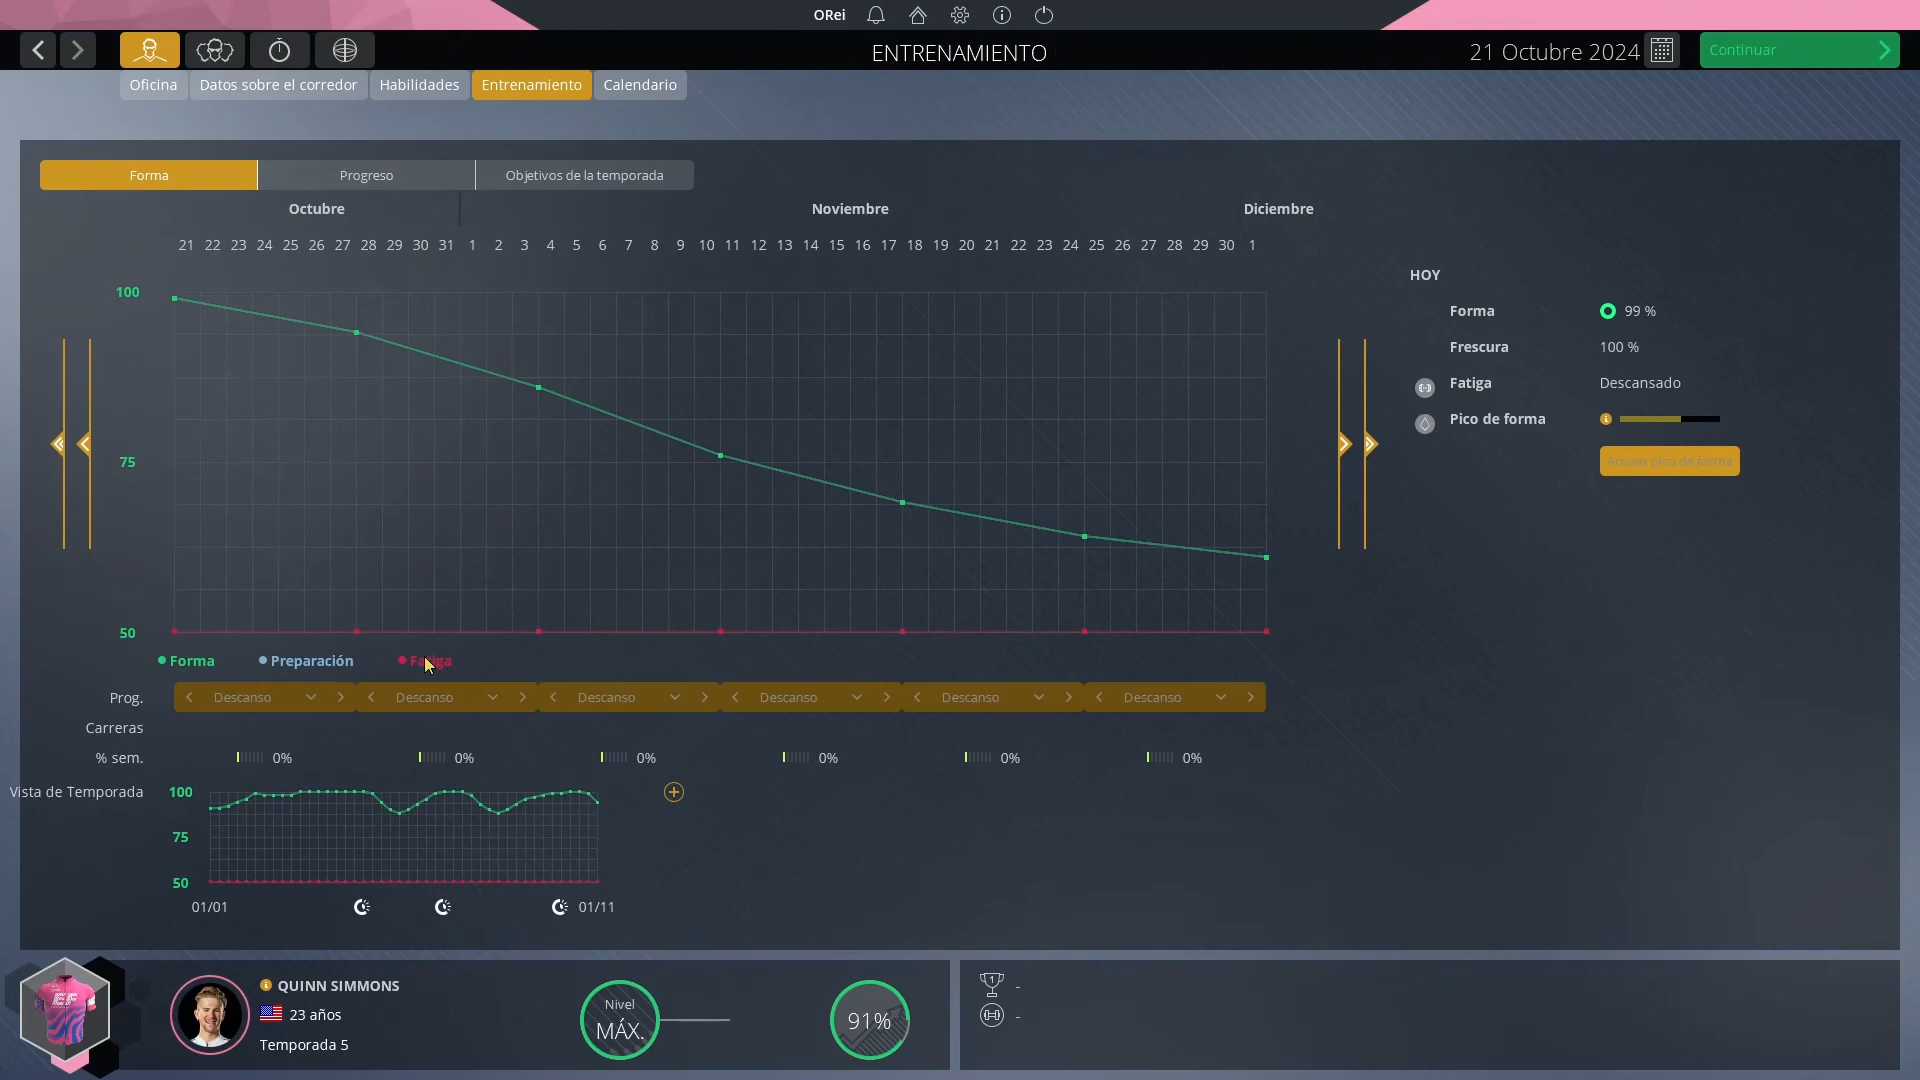 ORei
ENTRENAMIENTO
21 Octubre 2024
Continuar
Oficina
Datos sobre el corredor
Habilidades
Entrenamiento
Calendario
Forma
Progreso
Objetivos de la temporada
Octubre
Noviembre
Diciembre
21 22 23 24 25 26 27 28 29 30 31 1 2 3 4 5 6 7 8 9 10 11 12 13 14 15 16 17 18 19 20 21 22 23 24 25 26 27 28 29 30 1
100
75
50
HOY
Forma 99 %
Frescura 100 %
Fatiga Descansado
Pico de forma
Activar pico de forma
Forma
Preparación
Fatiga
Prog. Descanso Descanso Descanso Descanso Descanso Descanso
Carreras
% sem. 0% 0% 0% 0% 0% 0%
Vista de Temporada
100
75
50
01/01
01/11
QUINN SIMMONS
23 años
Temporada 5
Nivel
MÁX.
91%
1 -
-